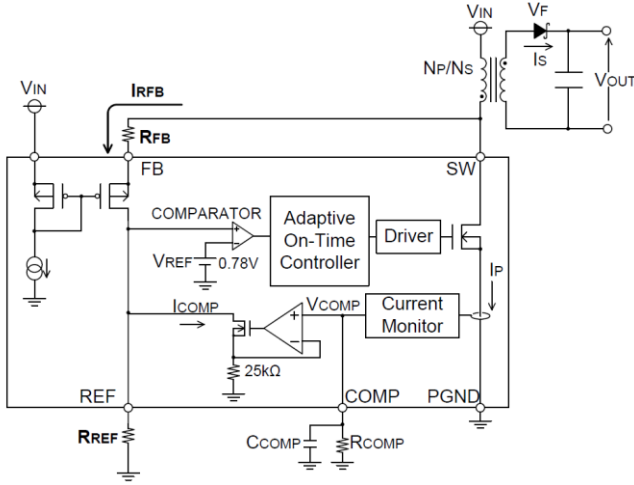 VIN
VF
NP/NS
IS
VOUT
VIN
IRFB
RFB
FB
SW
COMPARATOR
+
−
VREF
0.78V
Adaptive
On-Time
Controller
Driver
IP
ICOMP
VCOMP
+
−
Current
Monitor
25kΩ
REF
COMP
PGND
RREF
CCOMP
RCOMP